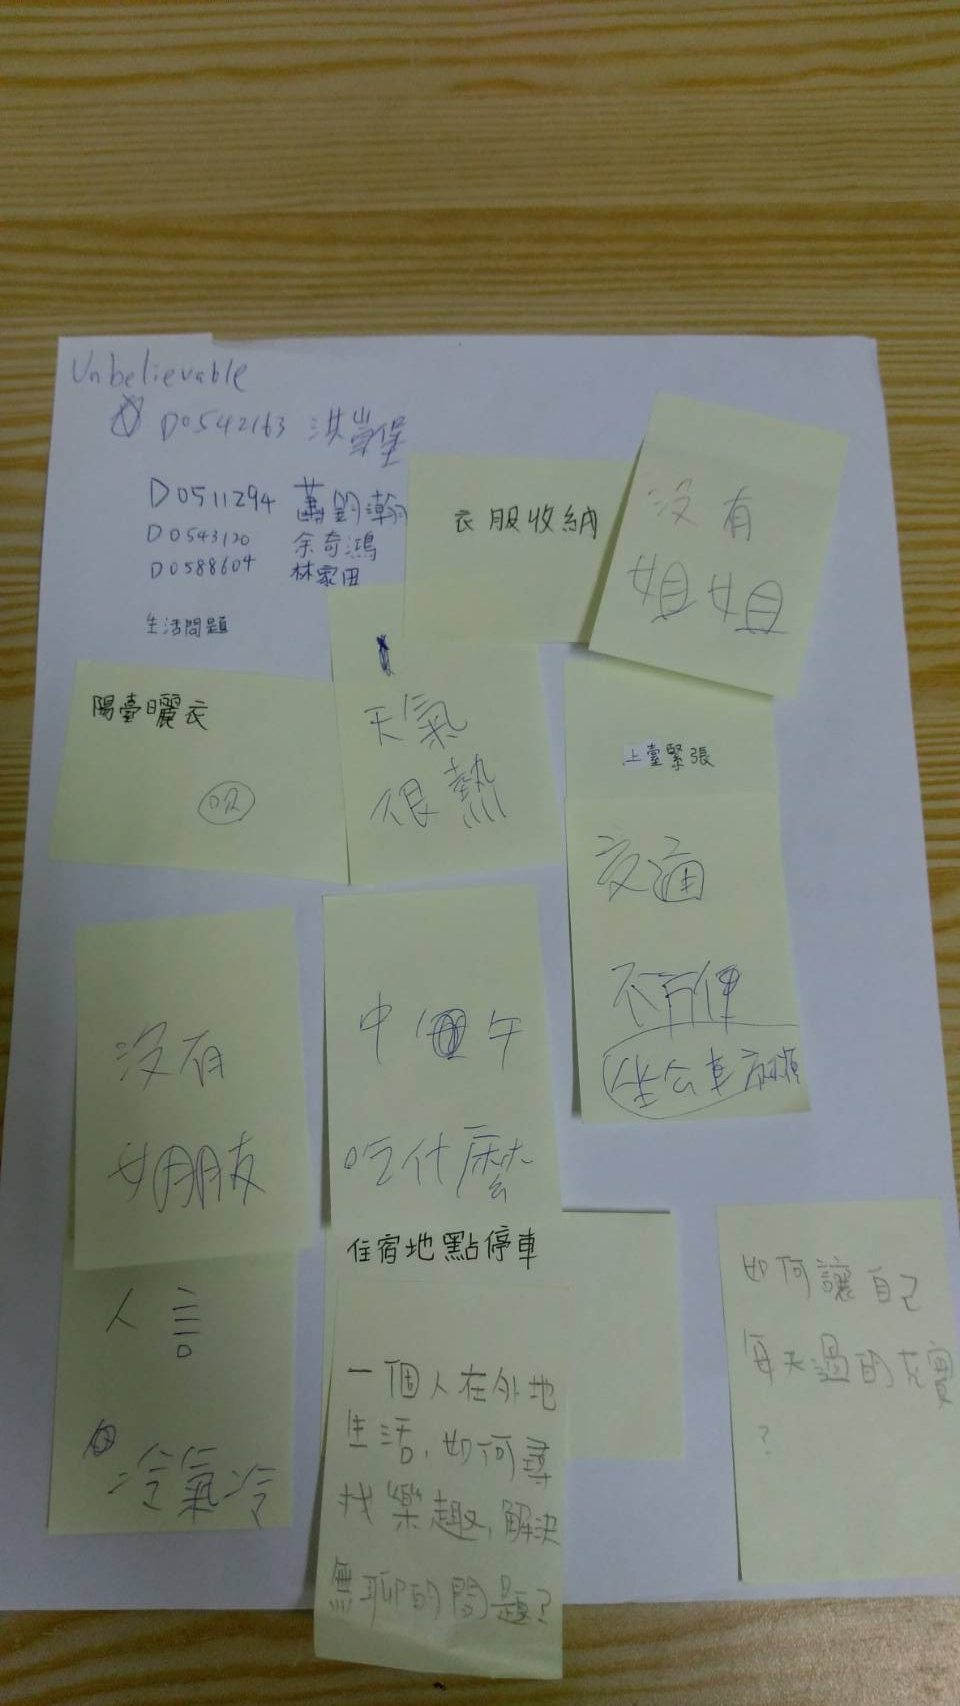 Unbelievable
D0542163 洪崇堡
D0511294 蕭鈞瀚
D0543120 余奇鴻
D0588604 林家田
生活問題
衣服收納
沒有
姐姐
陽臺曬衣
天氣
很熱
上臺緊張
交通
不方便
坐公車麻煩
沒有
女朋友
中午
吃什麼
住宿地點停車
人言
冷氣冷
一個人在外地
生活,如何尋
找樂趣,解決
無聊的問題?
如何讓自己
每天過的充實
?